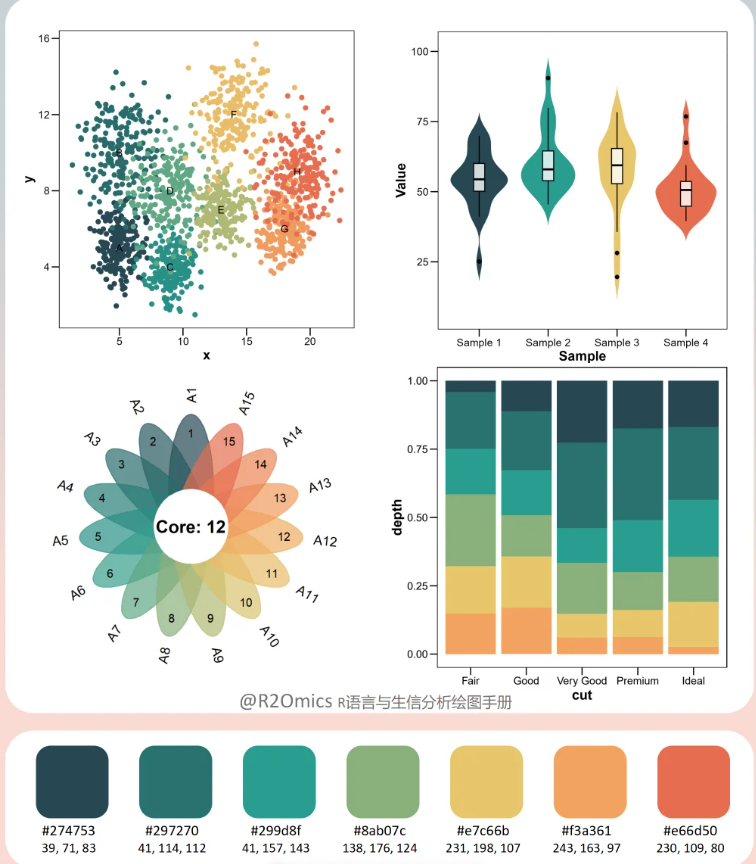 16
12
8
4
y
5
10
15
20
x
A
B
C
D
E
F
G
H
100
75
50
25
Value
Sample 1
Sample 2
Sample 3
Sample 4
Sample
A1
A2
A3
A4
A5
A6
A7
A8
A9
A10
A11
A12
A13
A14
A15
1
2
3
4
5
6
7
8
9
10
11
12
13
14
15
Core: 12
1.00
0.75
0.50
0.25
0.00
depth
Fair
Good
Very Good
Premium
Ideal
cut
@R2Omics R语言与生信分析绘图手册
#274753
39, 71, 83
#297270
41, 114, 112
#299d8f
41, 157, 143
#8ab07c
138, 176, 124
#e7c66b
231, 198, 107
#f3a361
243, 163, 97
#e66d50
230, 109, 80